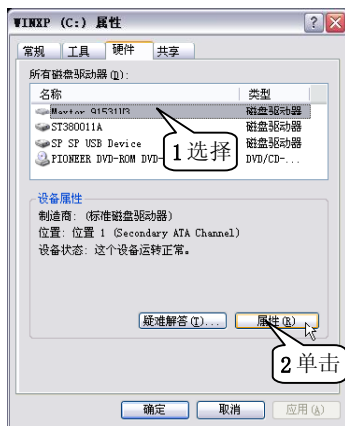 WINXP (C:) 属性
常规 工具 硬件 共享
所有磁盘驱动器(D):
名称 类型
Maxtor 91531U3 磁盘驱动器
ST380011A 磁盘驱动器
SP SP USB Device 磁盘驱动器
PIONEER DVD-ROM DVD- DVD/CD-...
1选择
设备属性
制造商: (标准磁盘驱动器)
位置: 位置 1 (Secondary ATA Channel)
设备状态: 这个设备运转正常。
疑难解答(T)... 属性(R)
2单击
确定 取消 应用(A)